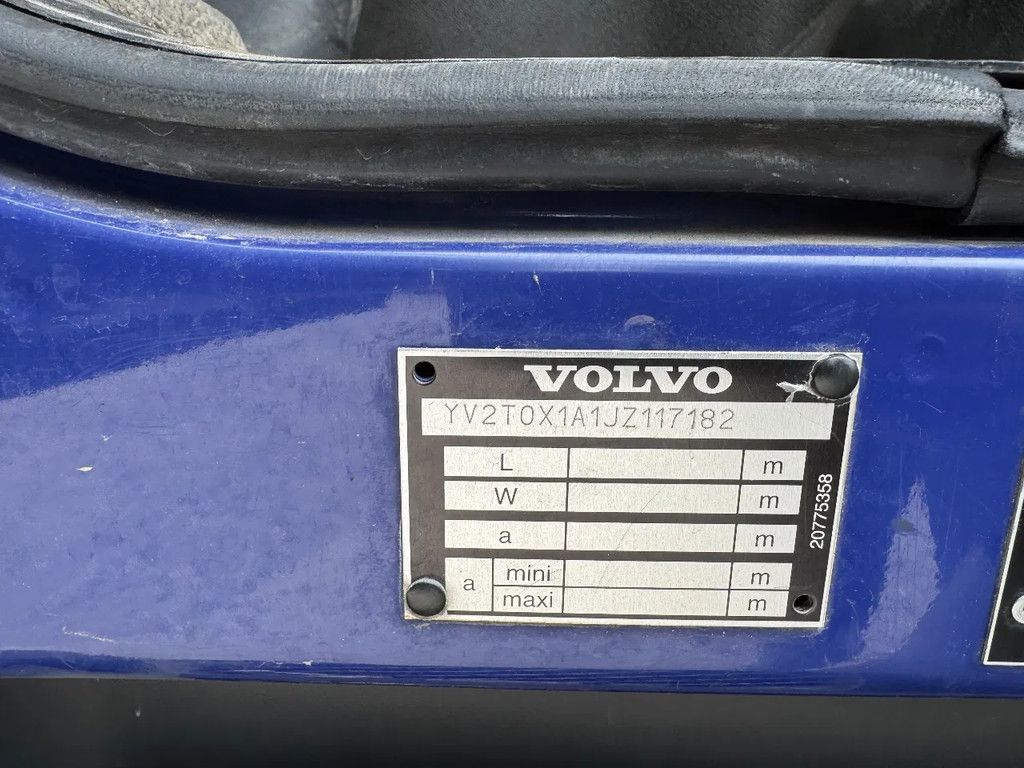 VOLVO
YV2T0X1A1JZ117182
L m
W m
a m
a mini m
maxi m
20775358